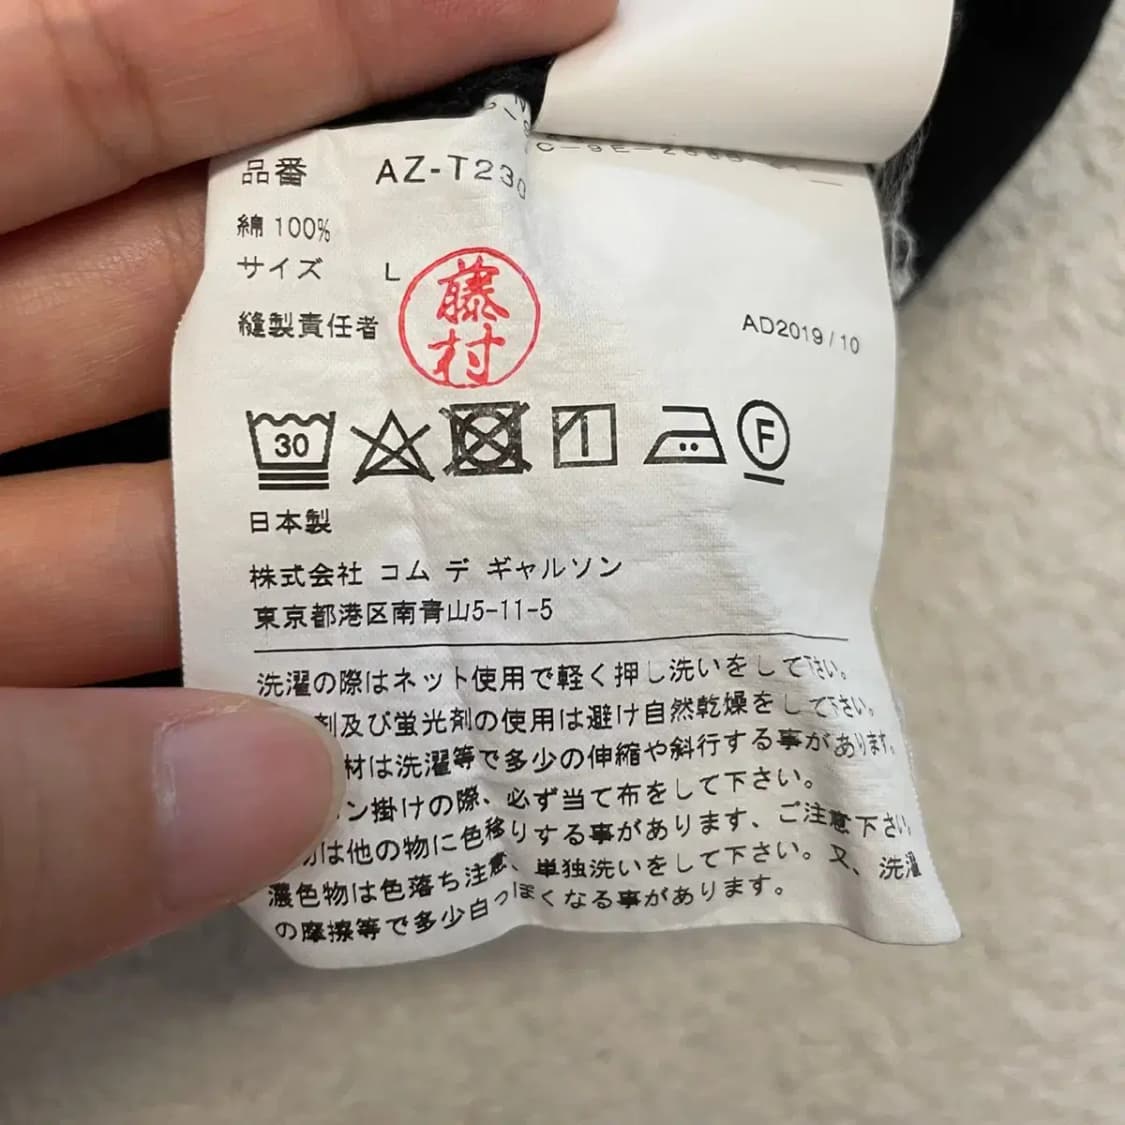 品番 AZ-T230
綿 100%
サイズ L
縫製責任者 藤村
AD2019/10
30
F
日本製
株式会社 コム デ ギャルソン
東京都港区南青山5-11-5
洗濯の際はネット使用で軽く押し洗いをして下さい。
剤及び蛍光剤の使用は避け自然乾燥をして下さい。
材は洗濯等で多少の伸縮や斜行する事があります。
ン掛けの際、必ず当て布をして下さい。
は他の物に色移りする事があります、ご注意下さい。
濃色物は色落ち注意、単独洗いをして下さい。又、洗濯
の摩擦等で多少白っぽくなる事があります。